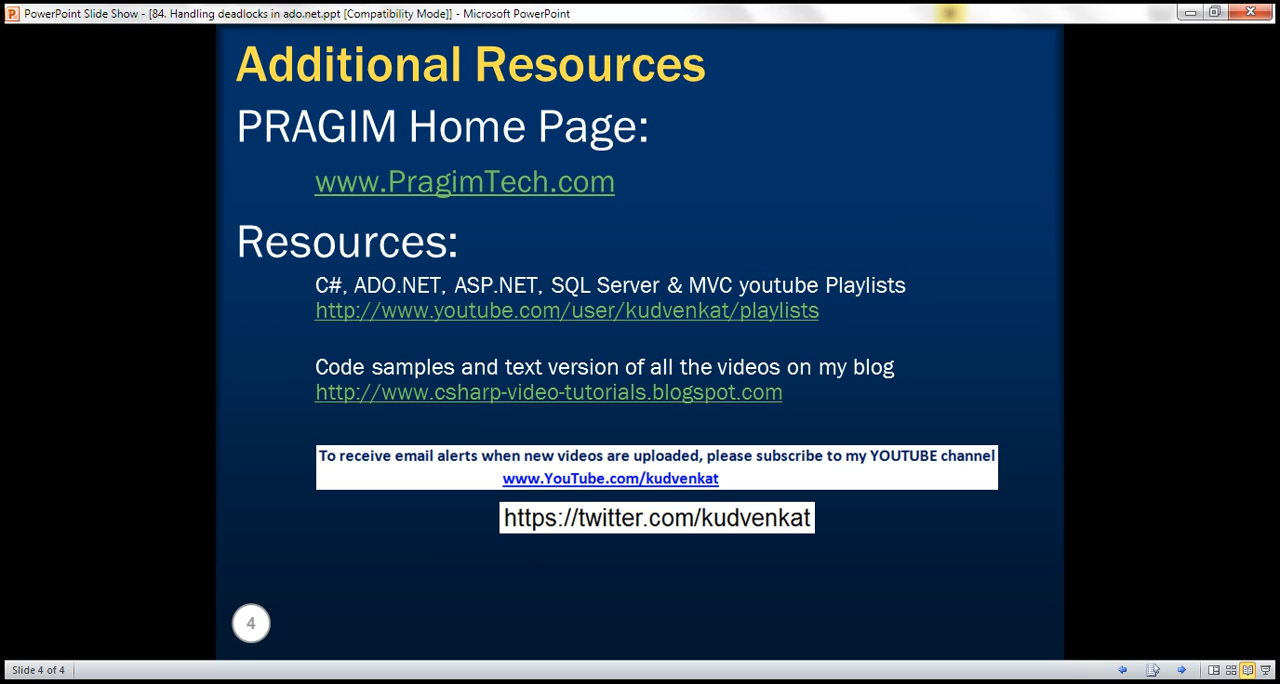 PowerPoint Slide Show - [84. Handling deadlocks in ado.net.ppt [Compatibility Mode]] - Microsoft PowerPoint
Additional Resources
PRAGIM Home Page:
www.PragimTech.com
Resources:
C#, ADO.NET, ASP.NET, SQL Server & MVC youtube Playlists
http://www.youtube.com/user/kudvenkat/playlists
Code samples and text version of all the videos on my blog
http://www.csharp-video-tutorials.blogspot.com
To receive email alerts when new videos are uploaded, please subscribe to my YOUTUBE channel
www.YouTube.com/kudvenkat
https://twitter.com/kudvenkat
4
Slide 4 of 4